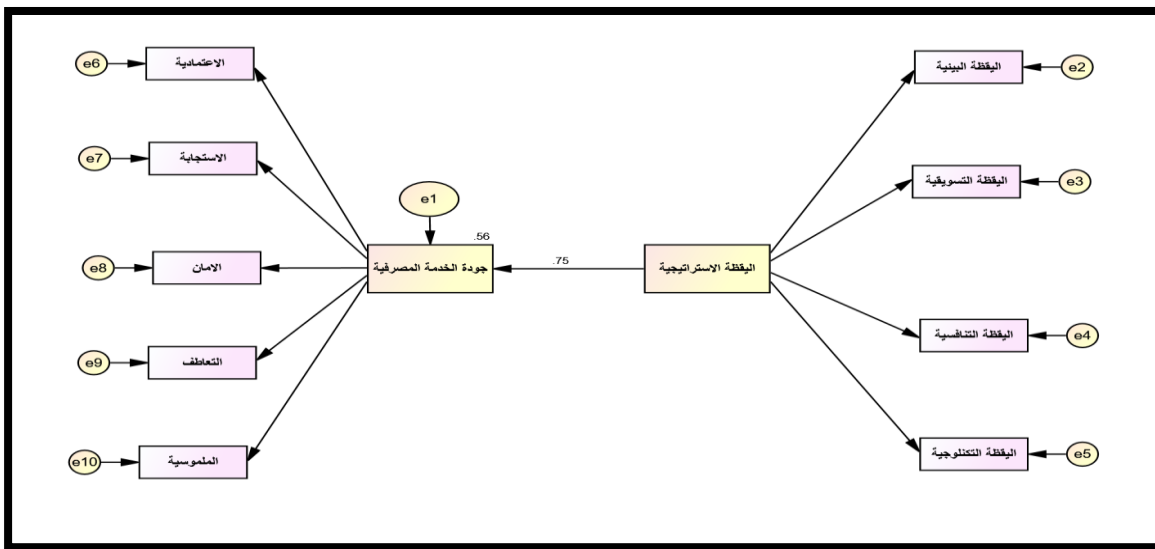 e6
الاعتمادية
اليقظة البيئية
e2
e7
الاستجابة
اليقظة التسويقية
e3
e1
.56
.75
e8
الامان
جودة الخدمة المصرفية
اليقظة الاستراتيجية
e9
التعاطف
اليقظة التنافسية
e4
e10
الملموسية
اليقظة التكنلوجية
e5